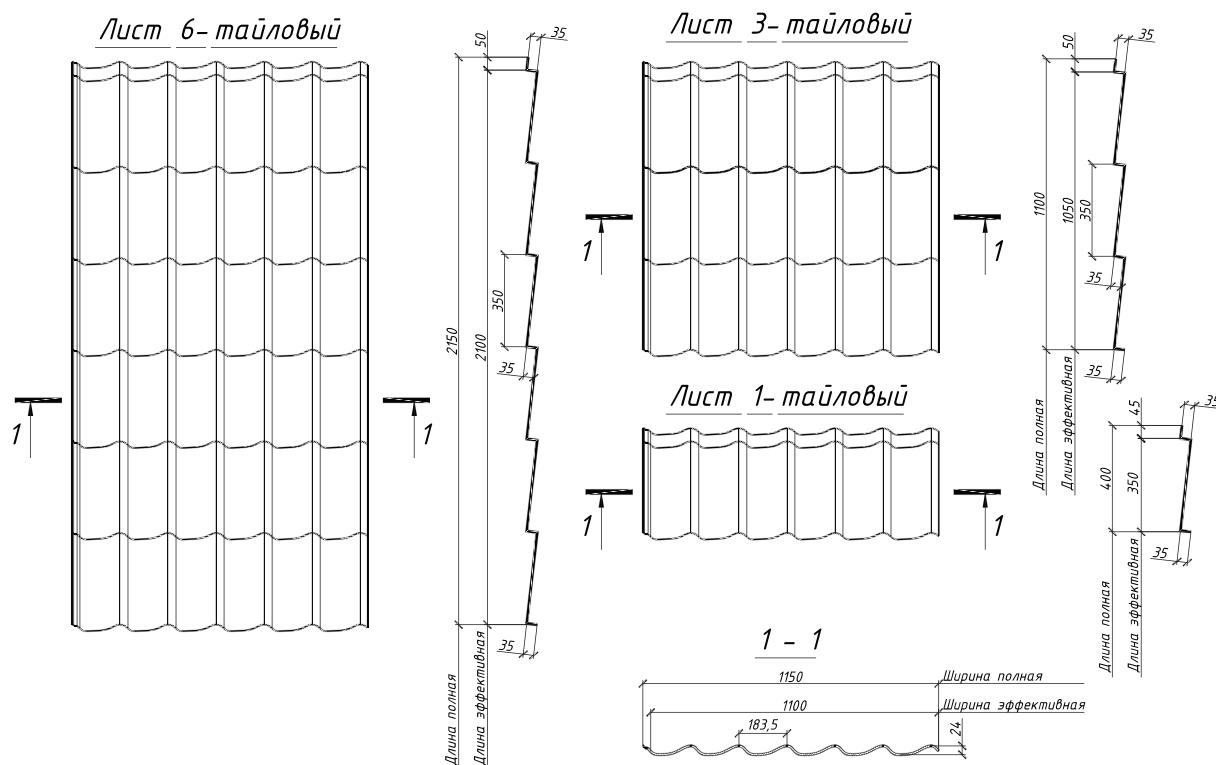 Лист 6- тайловый
50
35
2150
2100
350
35
35
Длина полная
Длина эффективная
1
1
Лист 3- тайловый
50
35
1100
1050
350
35
35
Длина полная
Длина эффективная
1
1
Лист 1- тайловый
45
35
400
350
35
Длина полная
Длина эффективная
1
1
1 - 1
1150
Ширина полная
1100
Ширина эффективная
183,5
24